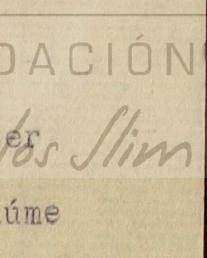 DACIÓN
er
los Slim
úme